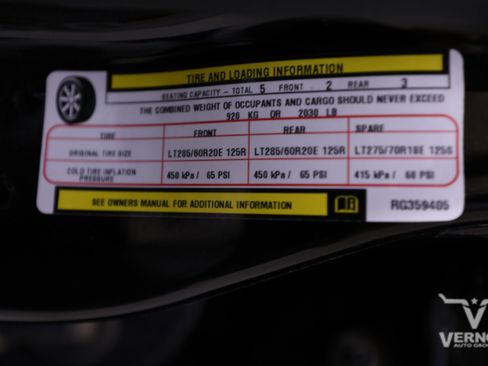 TIRE AND LOADING INFORMATION
SEATING CAPACITY - TOTAL 5 FRONT 2 REAR 3
THE COMBINED WEIGHT OF OCCUPANTS AND CARGO SHOULD NEVER EXCEED
920 KG OR 2030 LB
TIRE FRONT REAR SPARE
ORIGINAL TIRE SIZE LT285/60R20E 125R LT285/60R20E 125R LT275/70R18E 125S
COLD TIRE INFLATION PRESSURE 450 kPa / 65 PSI 450 kPa / 65 PSI 415 kPa / 60 PSI
SEE OWNERS MANUAL FOR ADDITIONAL INFORMATION RG359405
AUTO GROUP